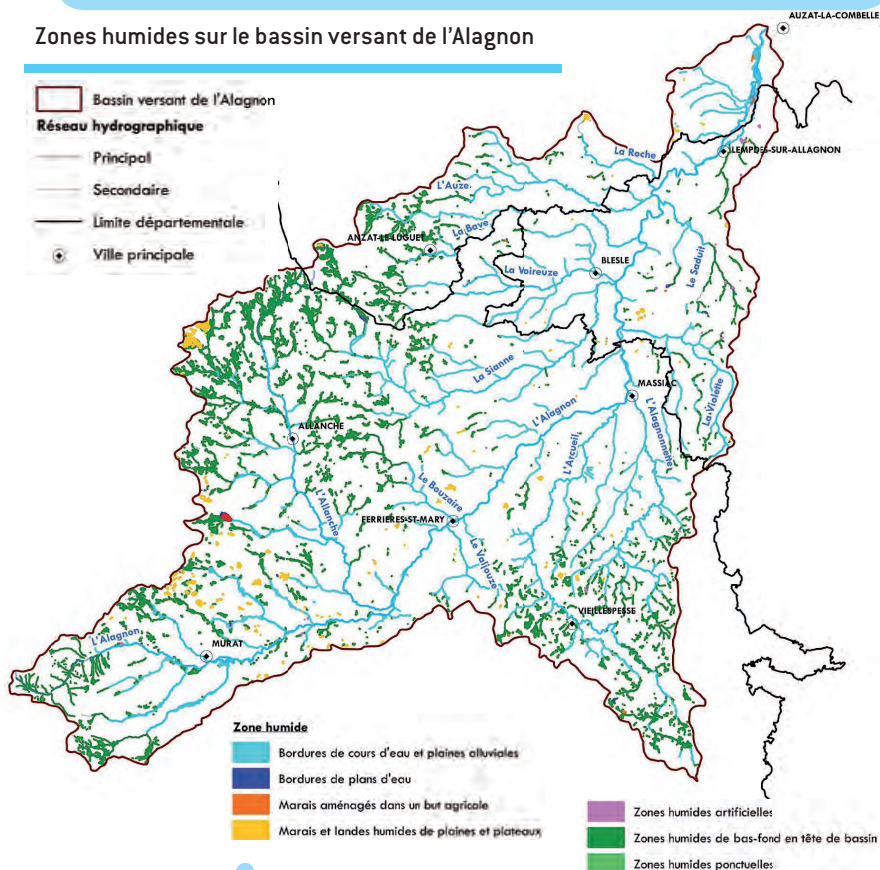 Zones humides sur le bassin versant de l'Alagnon
Bassin versant de l'Alagnon
Réseau hydrographique
Principal
Secondaire
Limite départementale
Ville principale
AUZAT-LA-COMBELLE
LEMPDES-SUR-ALLAGNON
La Roche
L'Auze
La Bave
ANZAT-LE-LUGUET
La Voireuze
BLESLE
Le Saduit
La Sianne
MASSIAC
L'Alagnon
L'Alagnonnette
La Violette
ALLANCHE
L'Arcueil
Le Bouzaire
L'Allanche
FERRIERES-ST-MARY
Le Valjouze
VIEILLESPESSE
L'Alagnon
MURAT
Zone humide
Bordures de cours d'eau et plaines alluviales
Bordures de plans d'eau
Marais aménagés dans un but agricole
Marais et landes humides de plaines et plateaux
Zones humides artificielles
Zones humides de bas-fond en tête de bassin
Zones humides ponctuelles